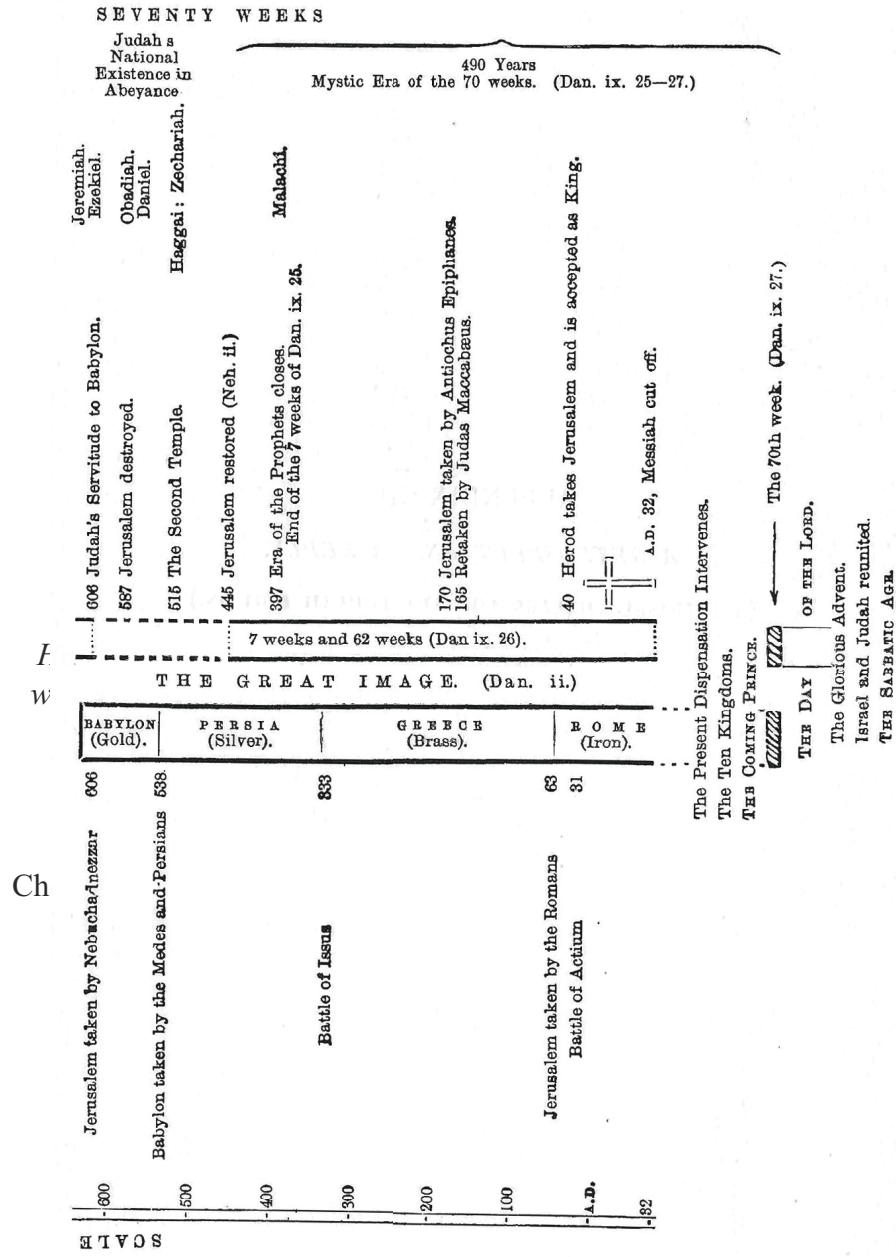 SEVENTY WEEKS
Judah s
National
Existence in
Abeyance
490 Years
Mystic Era of the 70 weeks. (Dan. ix. 25—27.)
Jeremiah.
Ezekiel.
Obadiah.
Daniel.
Haggai: Zechariah.
Malachi.
606 Judah's Servitude to Babylon.
587 Jerusalem destroyed.
515 The Second Temple.
445 Jerusalem restored (Neh. ii.)
397 Era of the Prophets closes.
End of the 7 weeks of Dan. ix. 25.
170 Jerusalem taken by Antiochus Epiphanes.
165 Retaken by Judas Maccabæus.
40 Herod takes Jerusalem and is accepted as King.
A.D. 32, Messiah cut off.
The 70th week. (Dan. ix. 27.)
7 weeks and 62 weeks (Dan ix. 26).
w
THE GREAT IMAGE. (Dan. ii.)
BABYLON
(Gold).
PERSIA
(Silver).
GREECE
(Brass).
ROME
(Iron).
The Present Dispensation Intervenes.
The Ten Kingdoms.
THE COMING PRINCE.
THE DAY OF THE LORD.
The Glorious Advent.
Israel and Judah reunited.
THE SABBATIC AGE.
Ch
Jerusalem taken by Nebuchadnezzar 606
Babylon taken by the Medes and Persians 538.
Battle of Issus 333
Jerusalem taken by the Romans 63
Battle of Actium 31
600
500
400
300
200
100
A.D.
32
SCALE